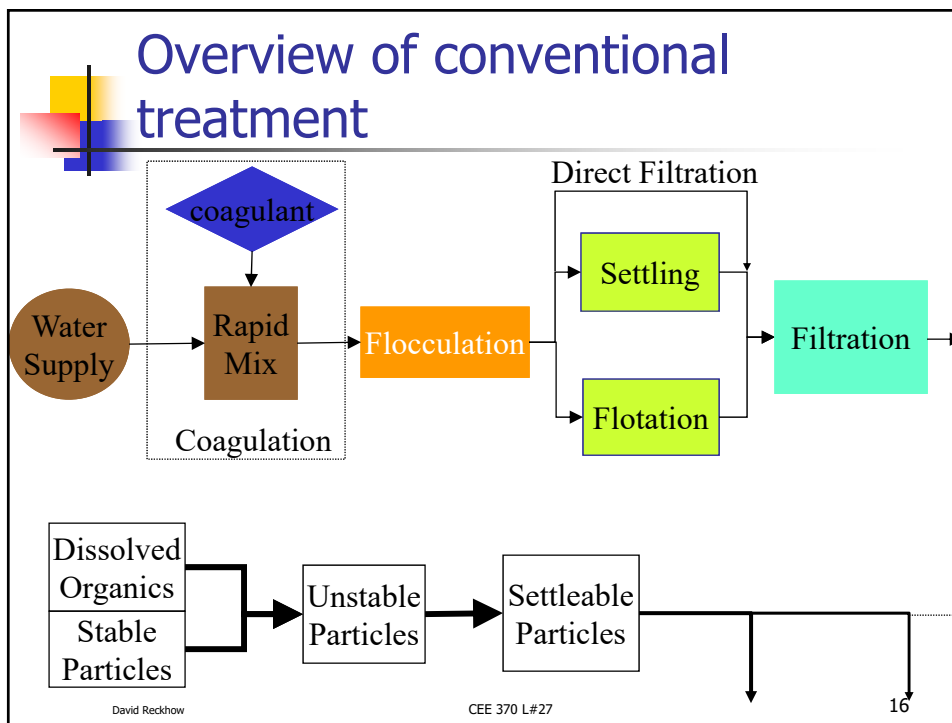 Overview of conventional
treatment
Direct Filtration
coagulant
Settling
Water
Supply
Rapid
Mix
Flocculation
Filtration
Flotation
Coagulation
Dissolved
Organics
Stable
Particles
Unstable
Particles
Settleable
Particles
David Reckhow
CEE 370 L#27
16